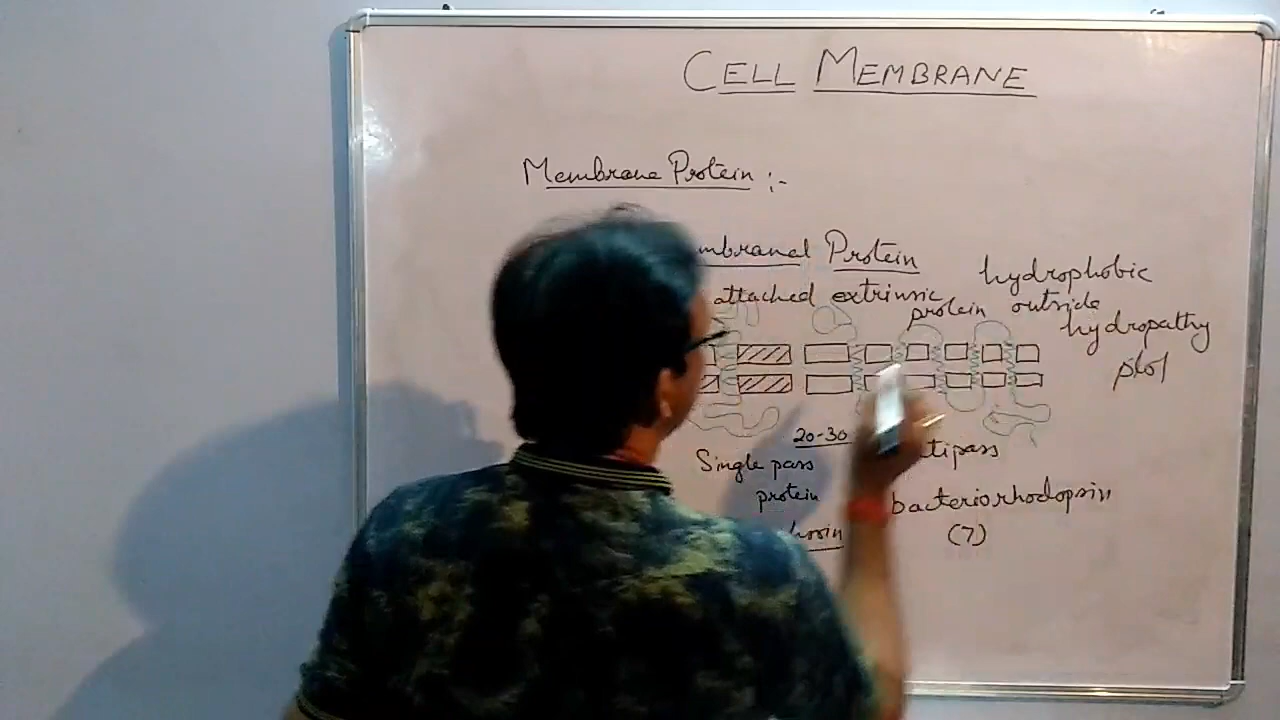 CELL MEMBRANE
Membrane Protein :-
mbranal Protein
attached extrinsic
protein
hydrophobic
outside
hydropathy
plot
20-30
Single pass
protein
tipass
bacteriorhodopsin
(7)